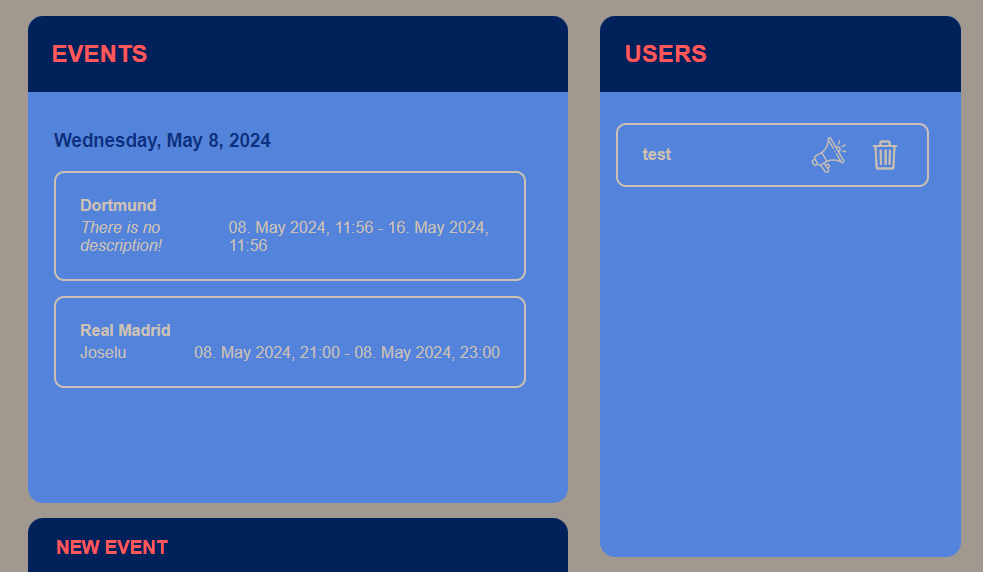 EVENTS
Wednesday, May 8, 2024
Dortmund
There is no
description!
08. May 2024, 11:56 - 16. May 2024,
11:56
Real Madrid
Joselu
08. May 2024, 21:00 - 08. May 2024, 23:00
NEW EVENT
USERS
test